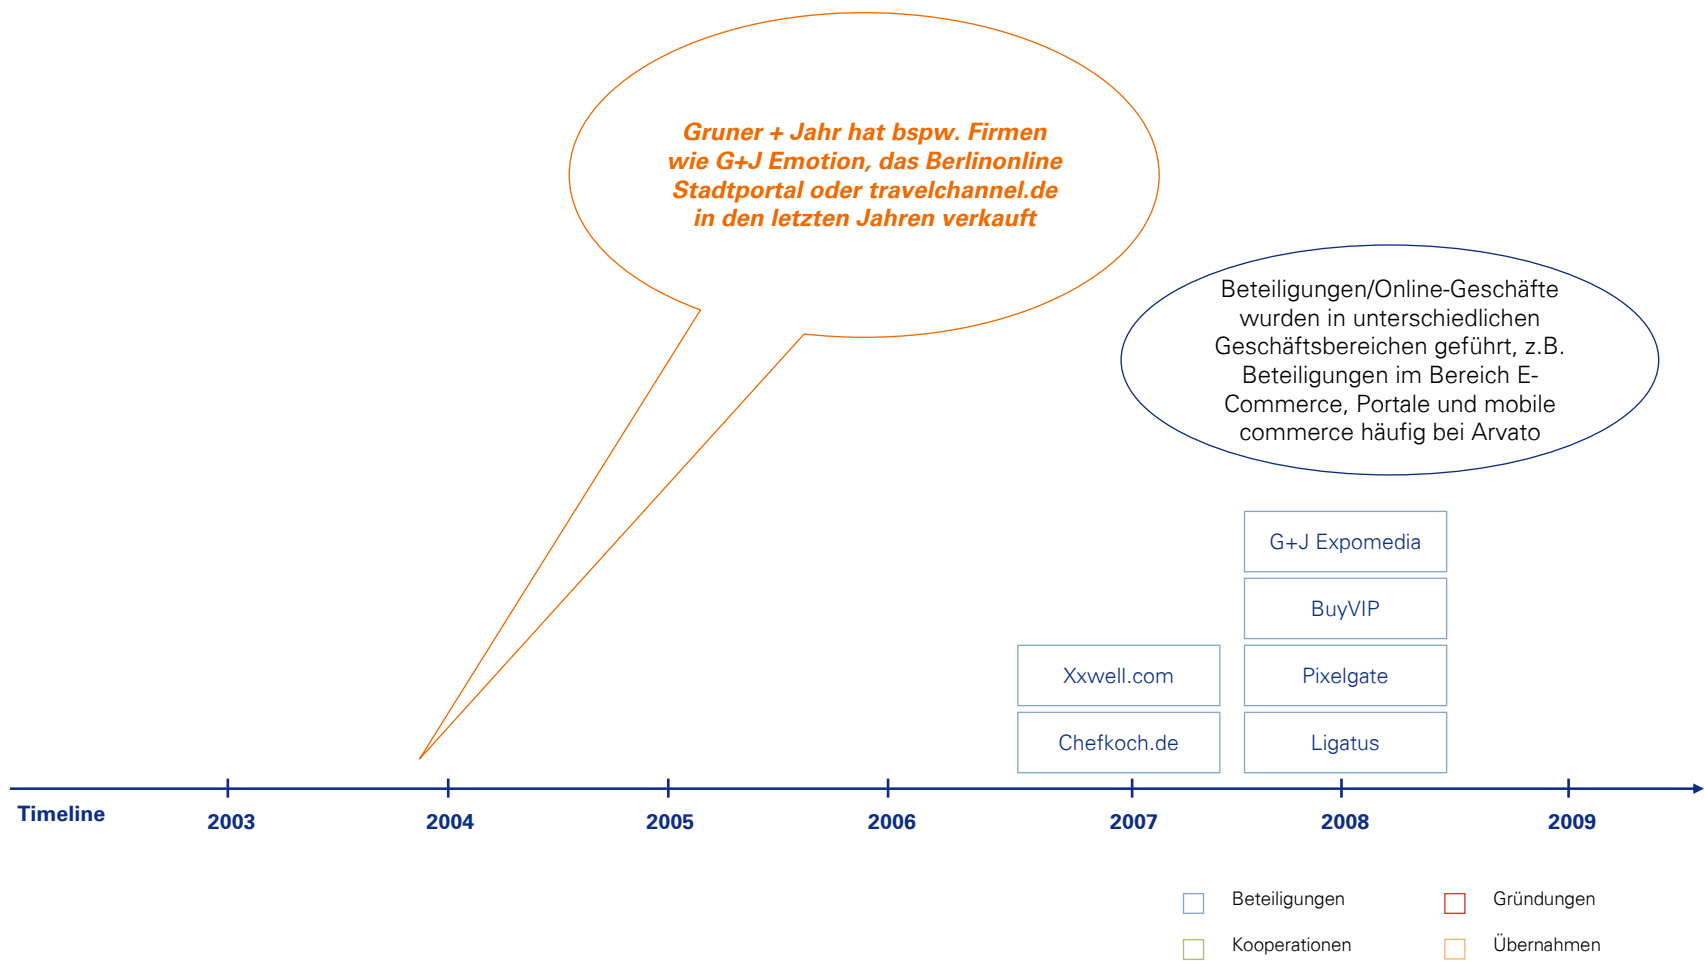 Gruner + Jahr hat bspw. Firmen
wie G+J Emotion, das Berlinonline
Stadtportal oder travelchannel.de
in den letzten Jahren verkauft
Beteiligungen/Online-Geschäfte
wurden in unterschiedlichen
Geschäftsbereichen geführt, z.B.
Beteiligungen im Bereich E-
Commerce, Portale und mobile
commerce häufig bei Arvato
G+J Expomedia
BuyVIP
Xxwell.com
Pixelgate
Chefkoch.de
Ligatus
Timeline
2003
2004
2005
2006
2007
2008
2009
Beteiligungen
Gründungen
Kooperationen
Übernahmen